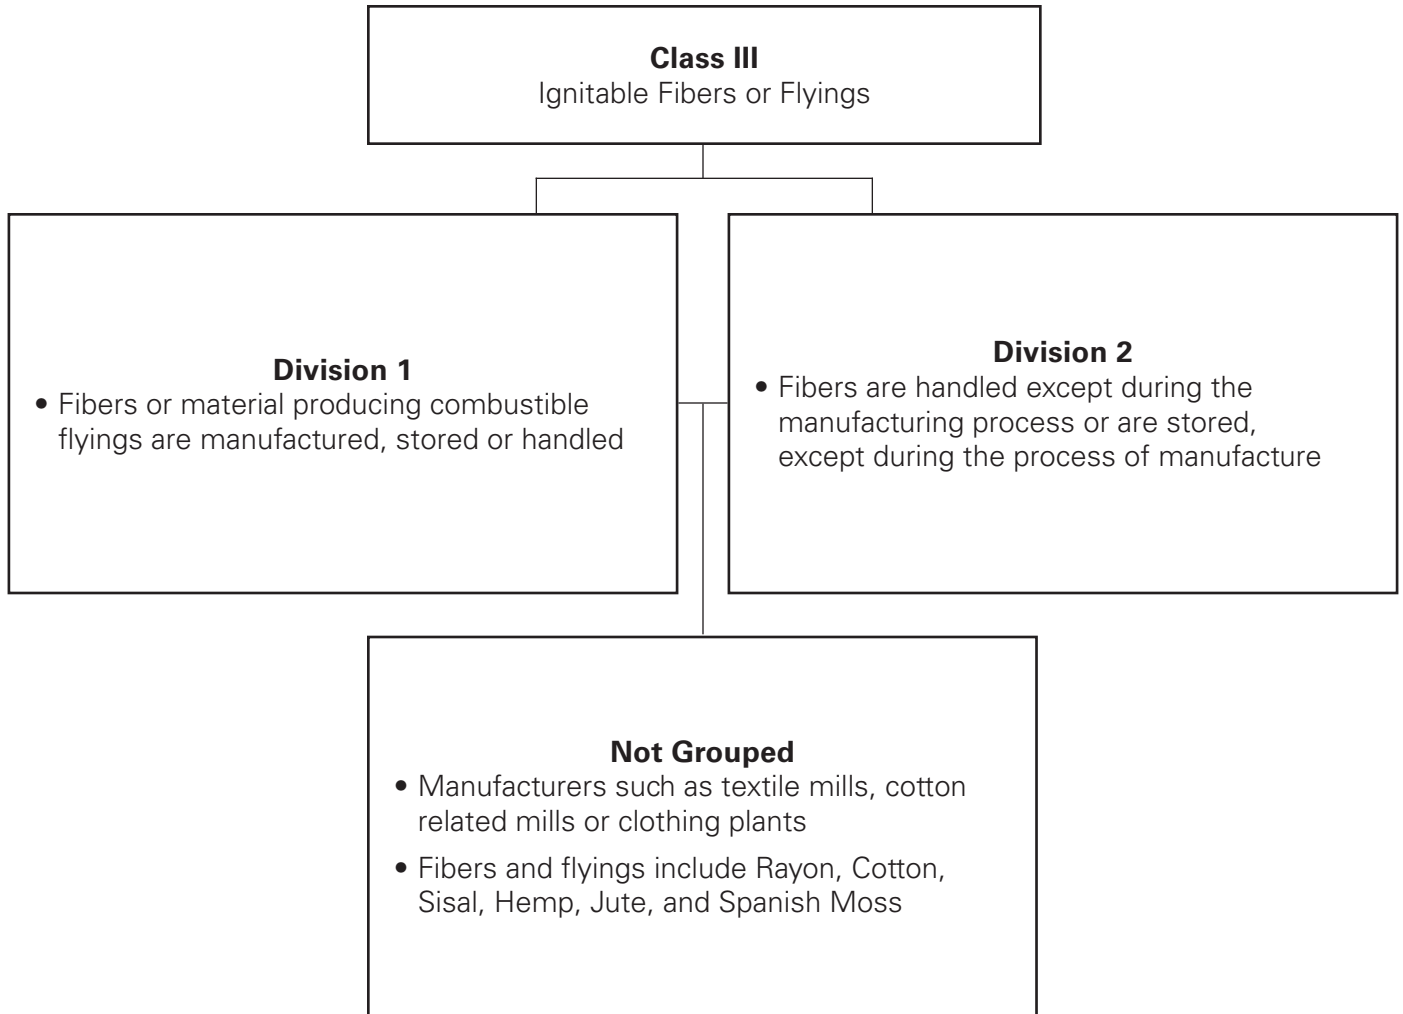 Class III
Ignitable Fibers or Flyings
Division 1
• Fibers or material producing combustible
flyings are manufactured, stored or handled
Division 2
• Fibers are handled except during the
manufacturing process or are stored,
except during the process of manufacture
Not Grouped
• Manufacturers such as textile mills, cotton
related mills or clothing plants
• Fibers and flyings include Rayon, Cotton,
Sisal, Hemp, Jute, and Spanish Moss